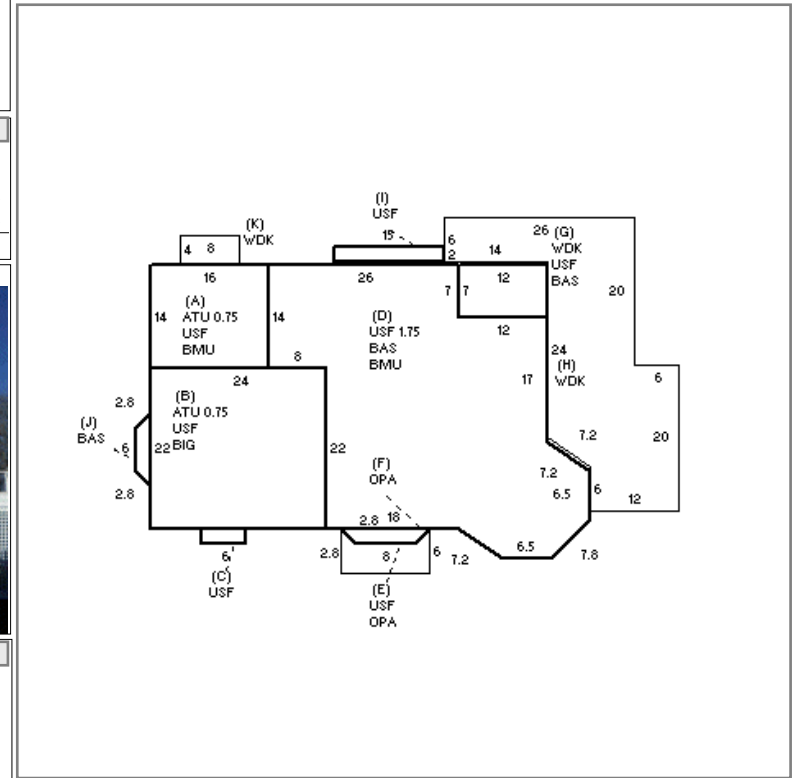 (I)
USF
(K)
WDK
15
6
2
14
26
(G)
WDK
USF
BAS
4
8
16
26
7
7
12
20
(A)
ATU 0.75
USF
BMU
14
14
(D)
USF 1.75
BAS
BMU
12
8
17
24
(H)
WDK
6
24
2.8
(B)
ATU 0.75
USF
BIG
(J)
BAS
6
22
22
7.2
20
(F)
OPA
7.2
6.5
6
12
2.8
2.8
18
2.8
8
6
7.2
6.5
7.8
6
(C)
USF
(E)
USF
OPA